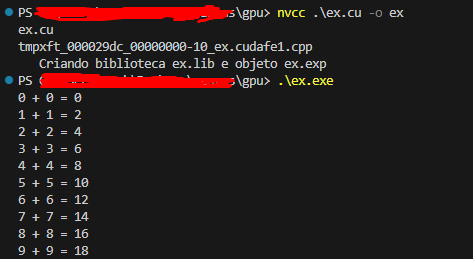 PS s\gpu> nvcc .\ex.cu -o ex
ex.cu
tmpxft_000029dc_00000000-10_ex.cudafe1.cpp
Criando biblioteca ex.lib e objeto ex.exp
PS s\gpu> .\ex.exe
0 + 0 = 0
1 + 1 = 2
2 + 2 = 4
3 + 3 = 6
4 + 4 = 8
5 + 5 = 10
6 + 6 = 12
7 + 7 = 14
8 + 8 = 16
9 + 9 = 18